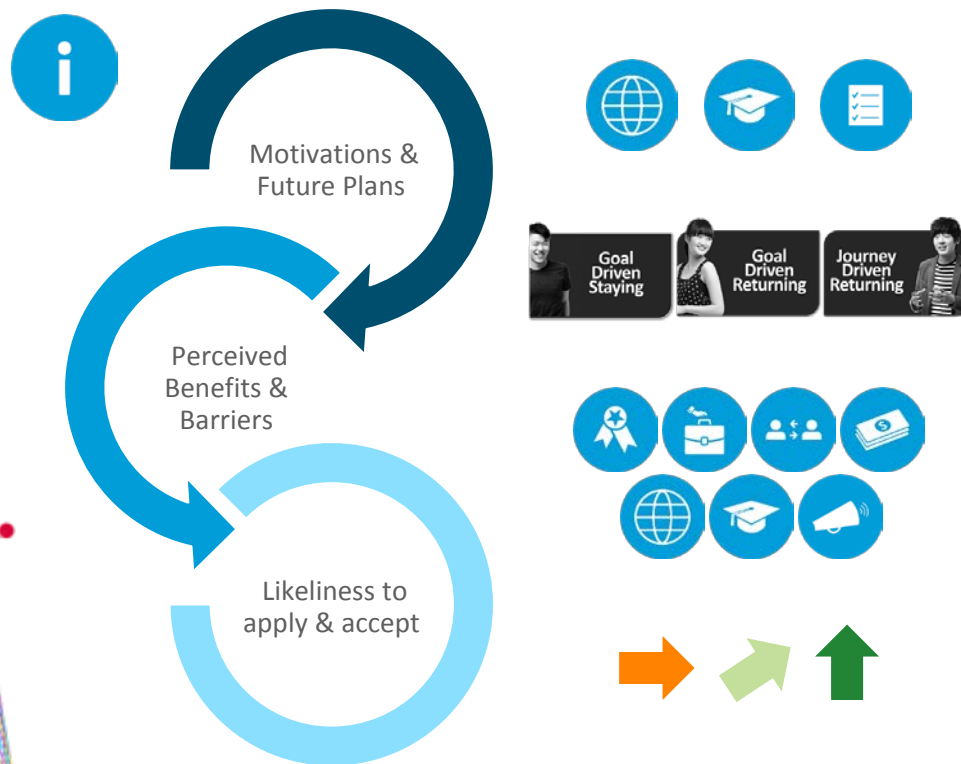 i
Motivations &
Future Plans
Goal
Driven
Staying
Goal
Driven
Returning
Journey
Driven
Returning
Perceived
Benefits &
Barriers
$
Likeliness to
apply & accept